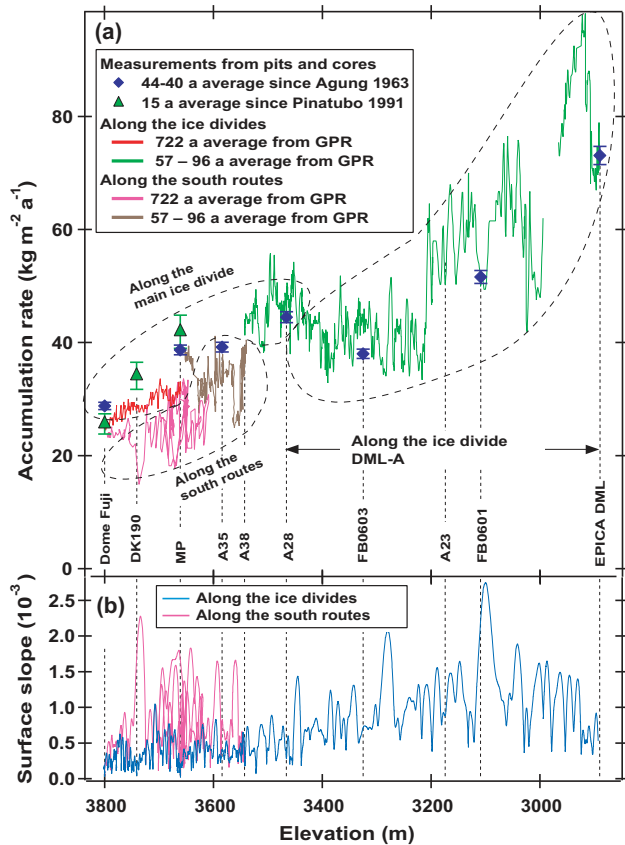 (a)
Measurements from pits and cores
44-40 a average since Agung 1963
15 a average since Pinatubo 1991
Along the ice divides
722 a average from GPR
57 – 96 a average from GPR
Along the south routes
722 a average from GPR
57 – 96 a average from GPR
Accumulation rate (kg m⁻² a⁻¹)
80
60
40
20
0
Along the
main ice divide
Along the
south routes
Along the ice divide
DML-A
Dome Fuji
DK190
MP
A35
A38
A28
FB0603
A23
FB0601
EPICA DML
(b)
Along the ice divides
Along the south routes
Surface slope (10⁻³)
2.5
2.0
1.5
1.0
0.5
0.0
3800
3600
3400
3200
3000
Elevation (m)